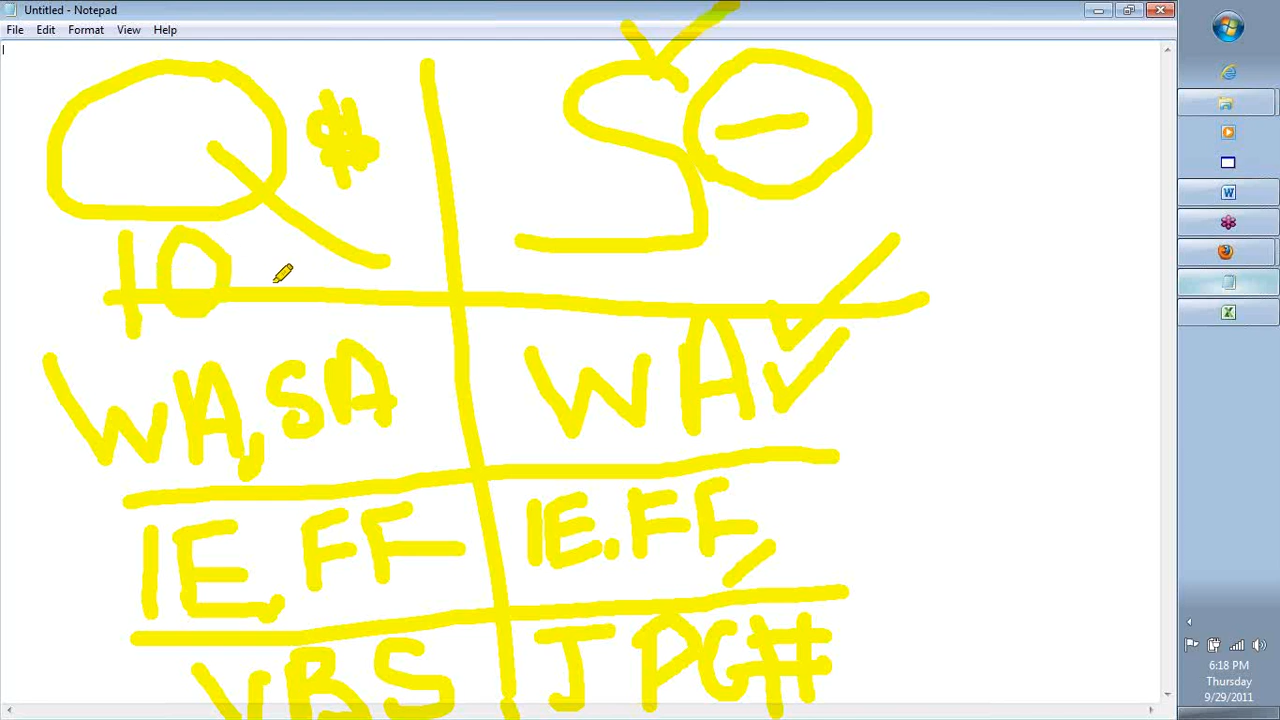 Untitled - Notepad
File Edit Format View Help
Q $ SO
10
WA, SA WA
IE, FF IE. FF
VBS JPG#
6:18 PM
Thursday
9/29/2011